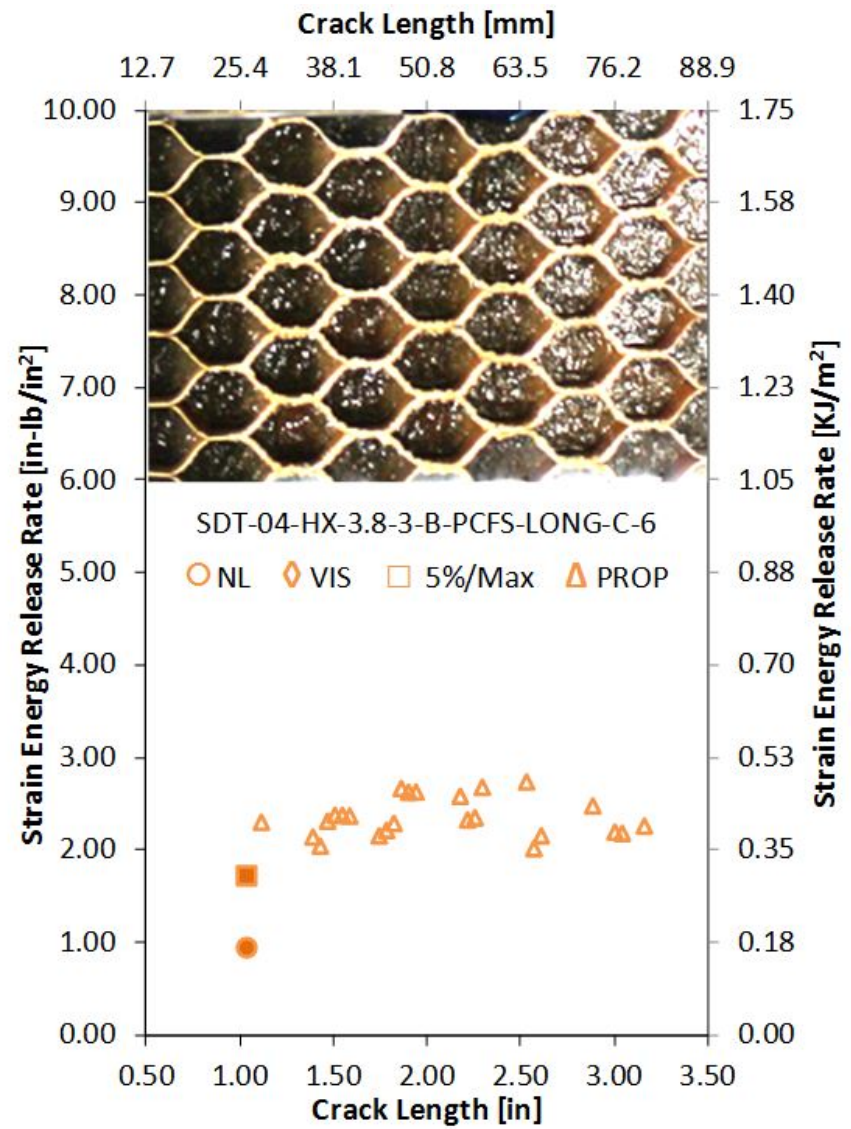 Crack Length [mm]
12.7 25.4 38.1 50.8 63.5 76.2 88.9
10.00 1.75
9.00 1.58
8.00 1.40
7.00 1.23
6.00 1.05
SDT-04-HX-3.8-3-B-PCFS-LONG-C-6
5.00 0.88
NL VIS 5%/Max PROP
4.00 0.70
3.00 0.53
2.00 0.35
1.00 0.18
0.00 0.00
Strain Energy Release Rate [in-lb/in²]
Strain Energy Release Rate [KJ/m²]
0.50 1.00 1.50 2.00 2.50 3.00 3.50
Crack Length [in]